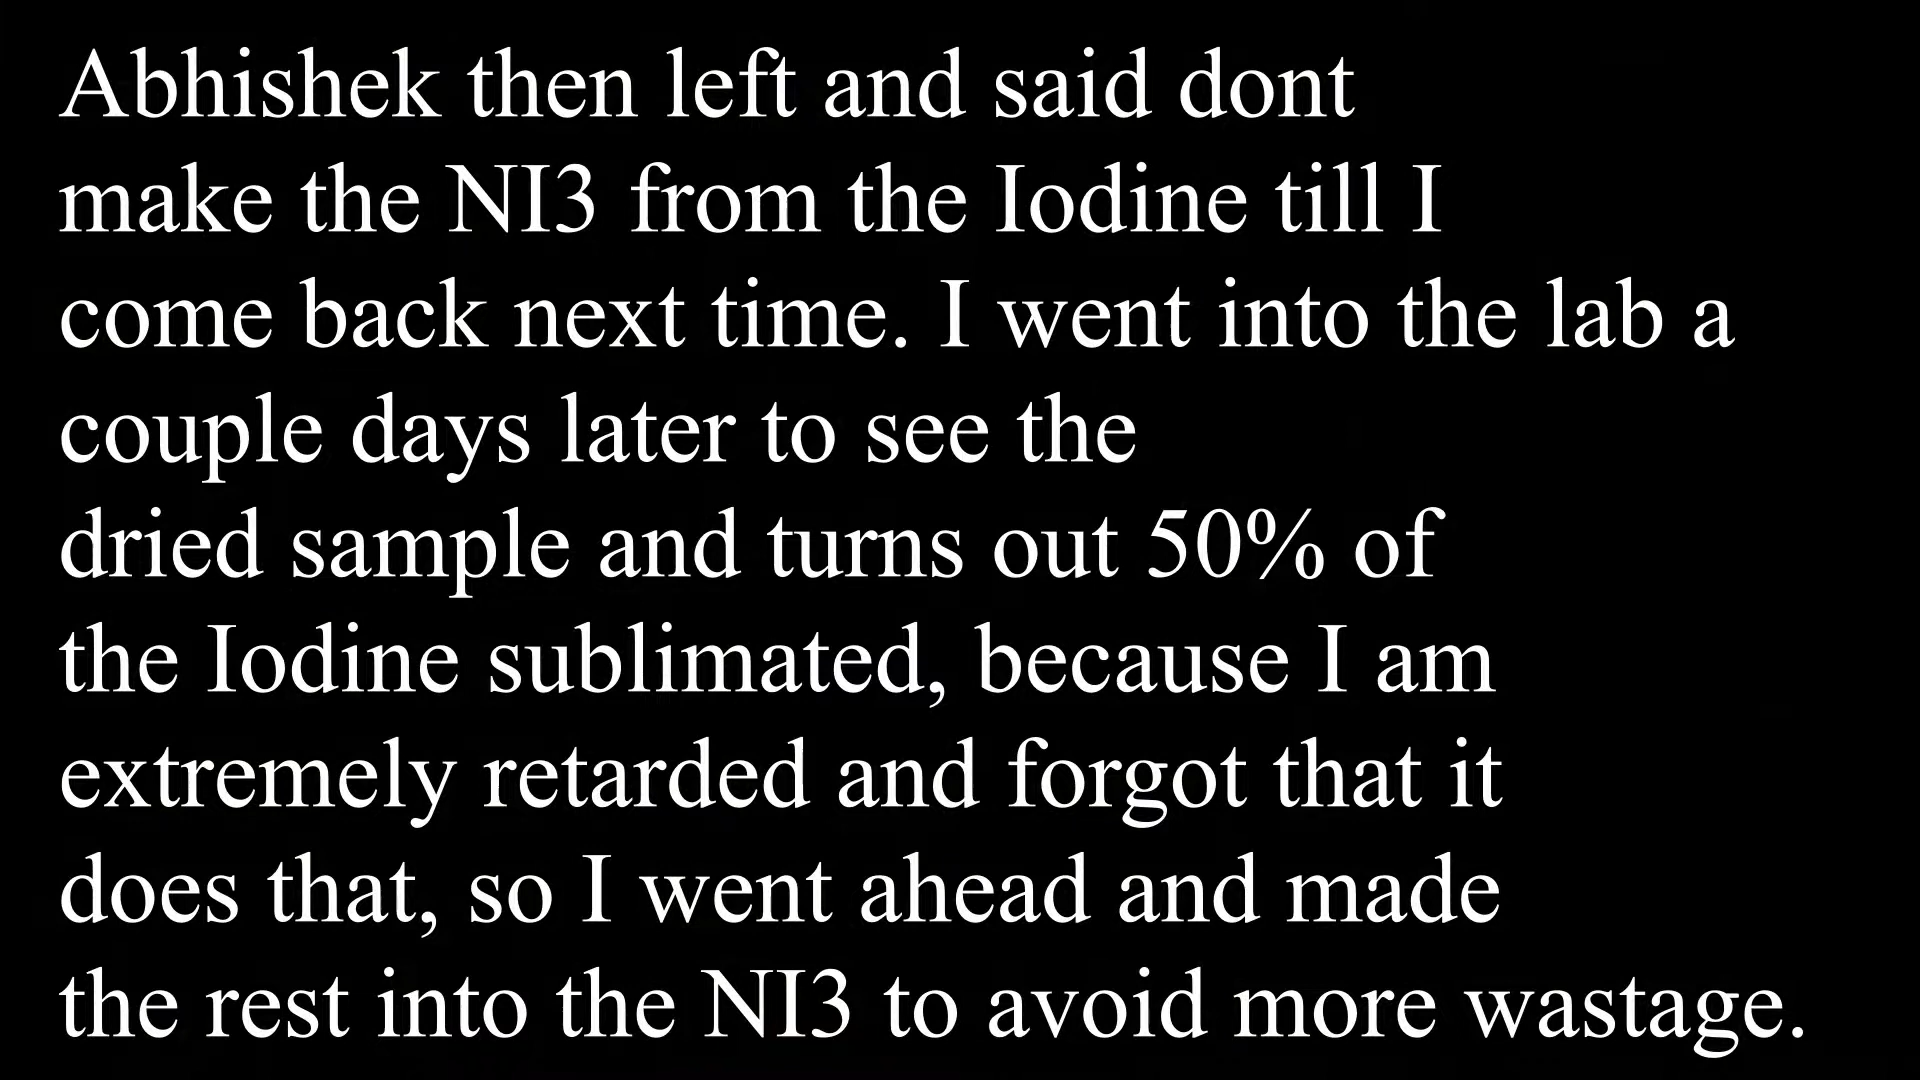 Abhishek then left and said dont
make the NI3 from the Iodine till I
come back next time. I went into the lab a
couple days later to see the
dried sample and turns out 50% of
the Iodine sublimated, because I am
extremely retarded and forgot that it
does that, so I went ahead and made
the rest into the NI3 to avoid more wastage.